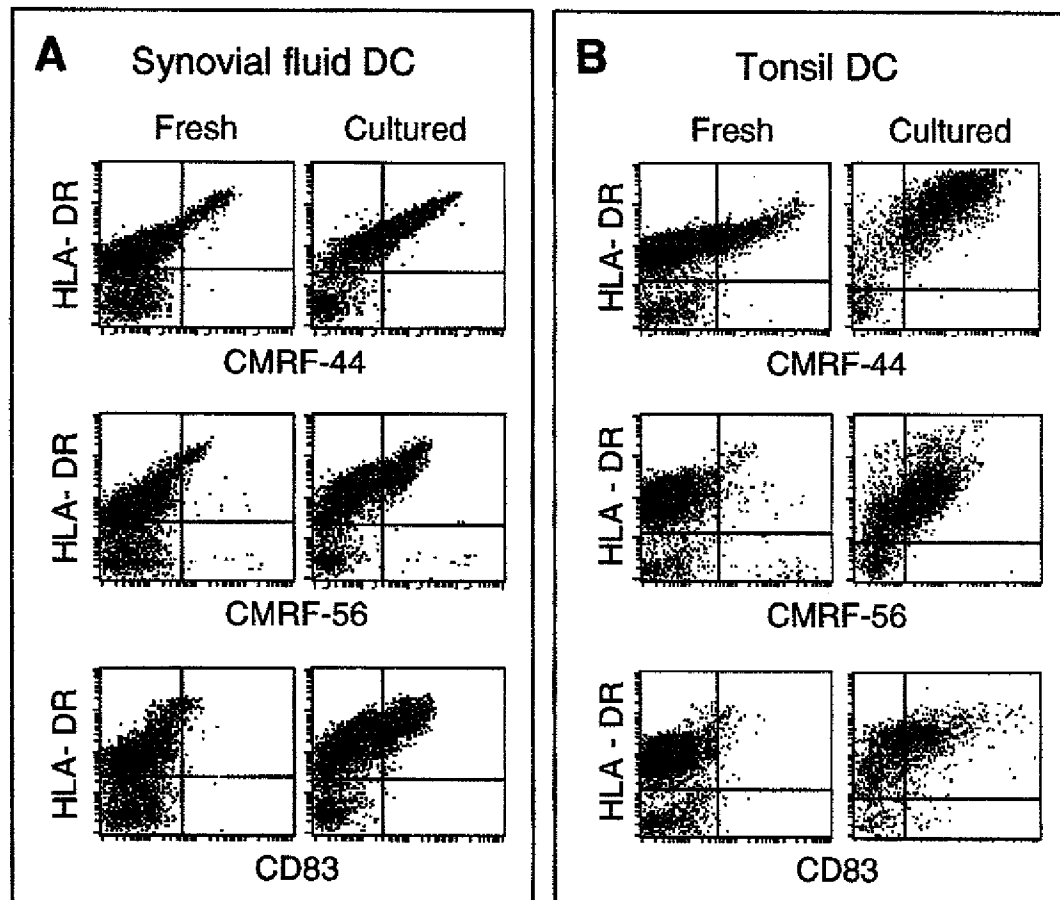 A Synovial fluid DC
Fresh Cultured
HLA- DR
CMRF-44
HLA- DR
CMRF-56
HLA- DR
CD83
B Tonsil DC
Fresh Cultured
HLA- DR
CMRF-44
HLA - DR
CMRF-56
HLA - DR
CD83